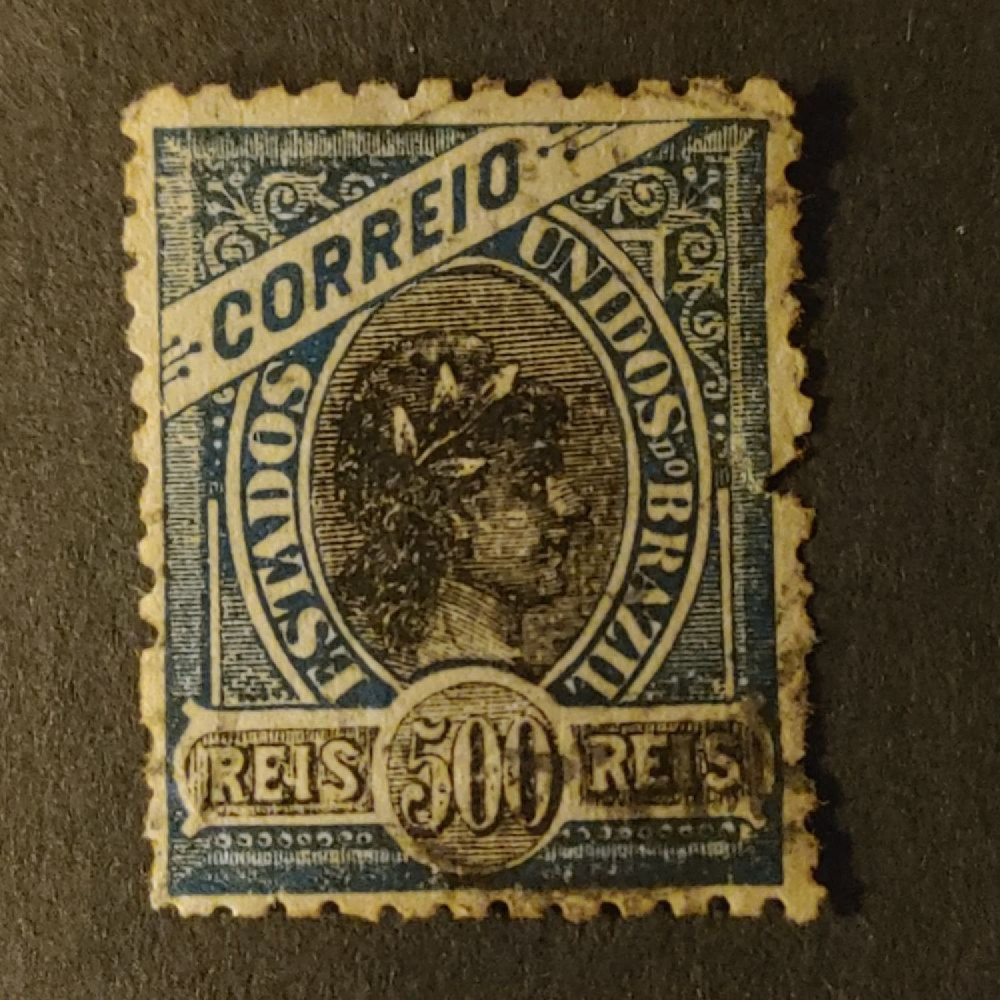 CORREIO
ESTADOS UNIDOS DO BRAZIL
REIS 500 REIS